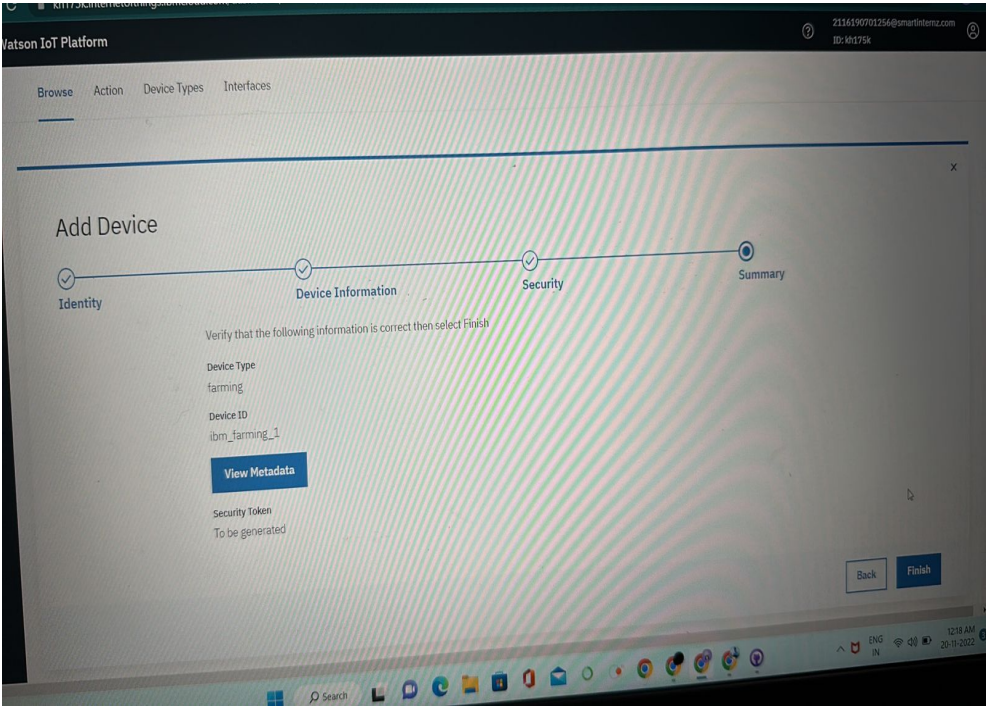 Watson IoT Platform
2116190701256@smartinternz.com
ID: kh175k
Browse Action Device Types Interfaces
x
Add Device
Identity
Device Information
Security
Summary
Verify that the following information is correct then select Finish
Device Type
farming
Device ID
ibm_farming_1
View Metadata
Security Token
To be generated
Back Finish
Search
ENG
IN
12:18 AM
20-11-2022